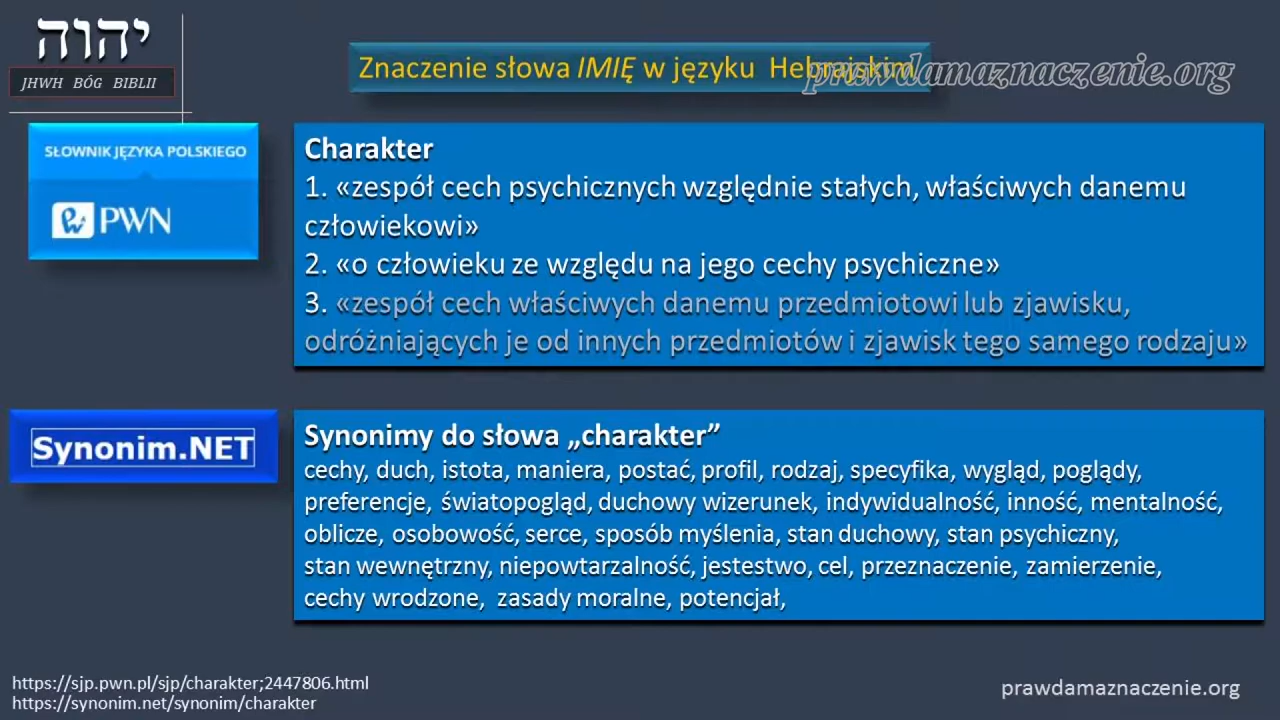 יהוה
JHWH BÓG BIBLII
Znaczenie słowa IMIĘ w języku Hebrajskim
prawdamaznaczenie.org
SŁOWNIK JĘZYKA POLSKIEGO
PWN
Charakter
1. «zespół cech psychicznych względnie stałych, właściwych danemu
człowiekowi»
2. «o człowieku ze względu na jego cechy psychiczne»
3. «zespół cech właściwych danemu przedmiotowi lub zjawisku,
odróżniających je od innych przedmiotów i zjawisk tego samego rodzaju»
Synonim.NET
Synonimy do słowa „charakter”
cechy, duch, istota, maniera, postać, profil, rodzaj, specyfika, wygląd, poglądy,
preferencje, światopogląd, duchowy wizerunek, indywidualność, inność, mentalność,
oblicze, osobowość, serce, sposób myślenia, stan duchowy, stan psychiczny,
stan wewnętrzny, niepowtarzalność, jestestwo, cel, przeznaczenie, zamierzenie,
cechy wrodzone, zasady moralne, potencjał,
https://sjp.pwn.pl/sjp/charakter;2447806.html
https://synonim.net/synonim/charakter
prawdamaznaczenie.org